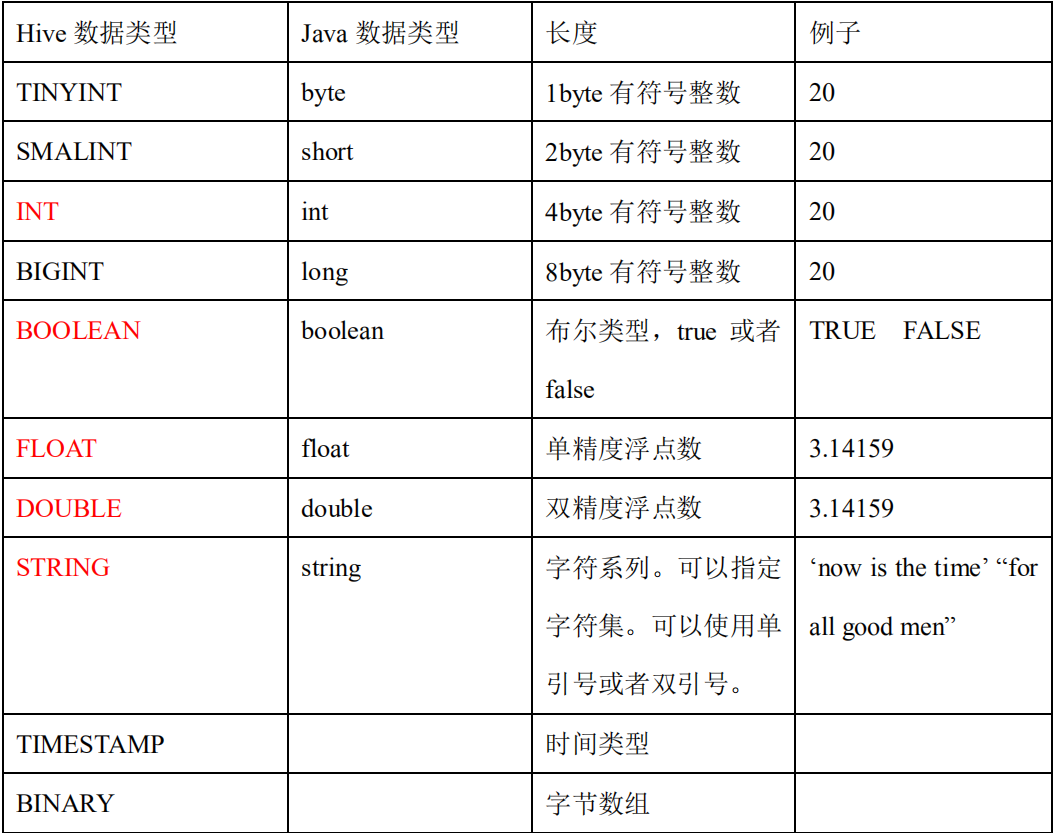 Hive 数据类型 Java 数据类型 长度 例子
TINYINT byte 1byte 有符号整数 20
SMALINT short 2byte 有符号整数 20
INT int 4byte 有符号整数 20
BIGINT long 8byte 有符号整数 20
BOOLEAN boolean 布尔类型，true 或者 TRUE FALSE
false
FLOAT float 单精度浮点数 3.14159
DOUBLE double 双精度浮点数 3.14159
STRING string 字符系列。可以指定 ‘now is the time’ “for
字符集。可以使用单 all good men”
引号或者双引号。
TIMESTAMP 时间类型
BINARY 字节数组